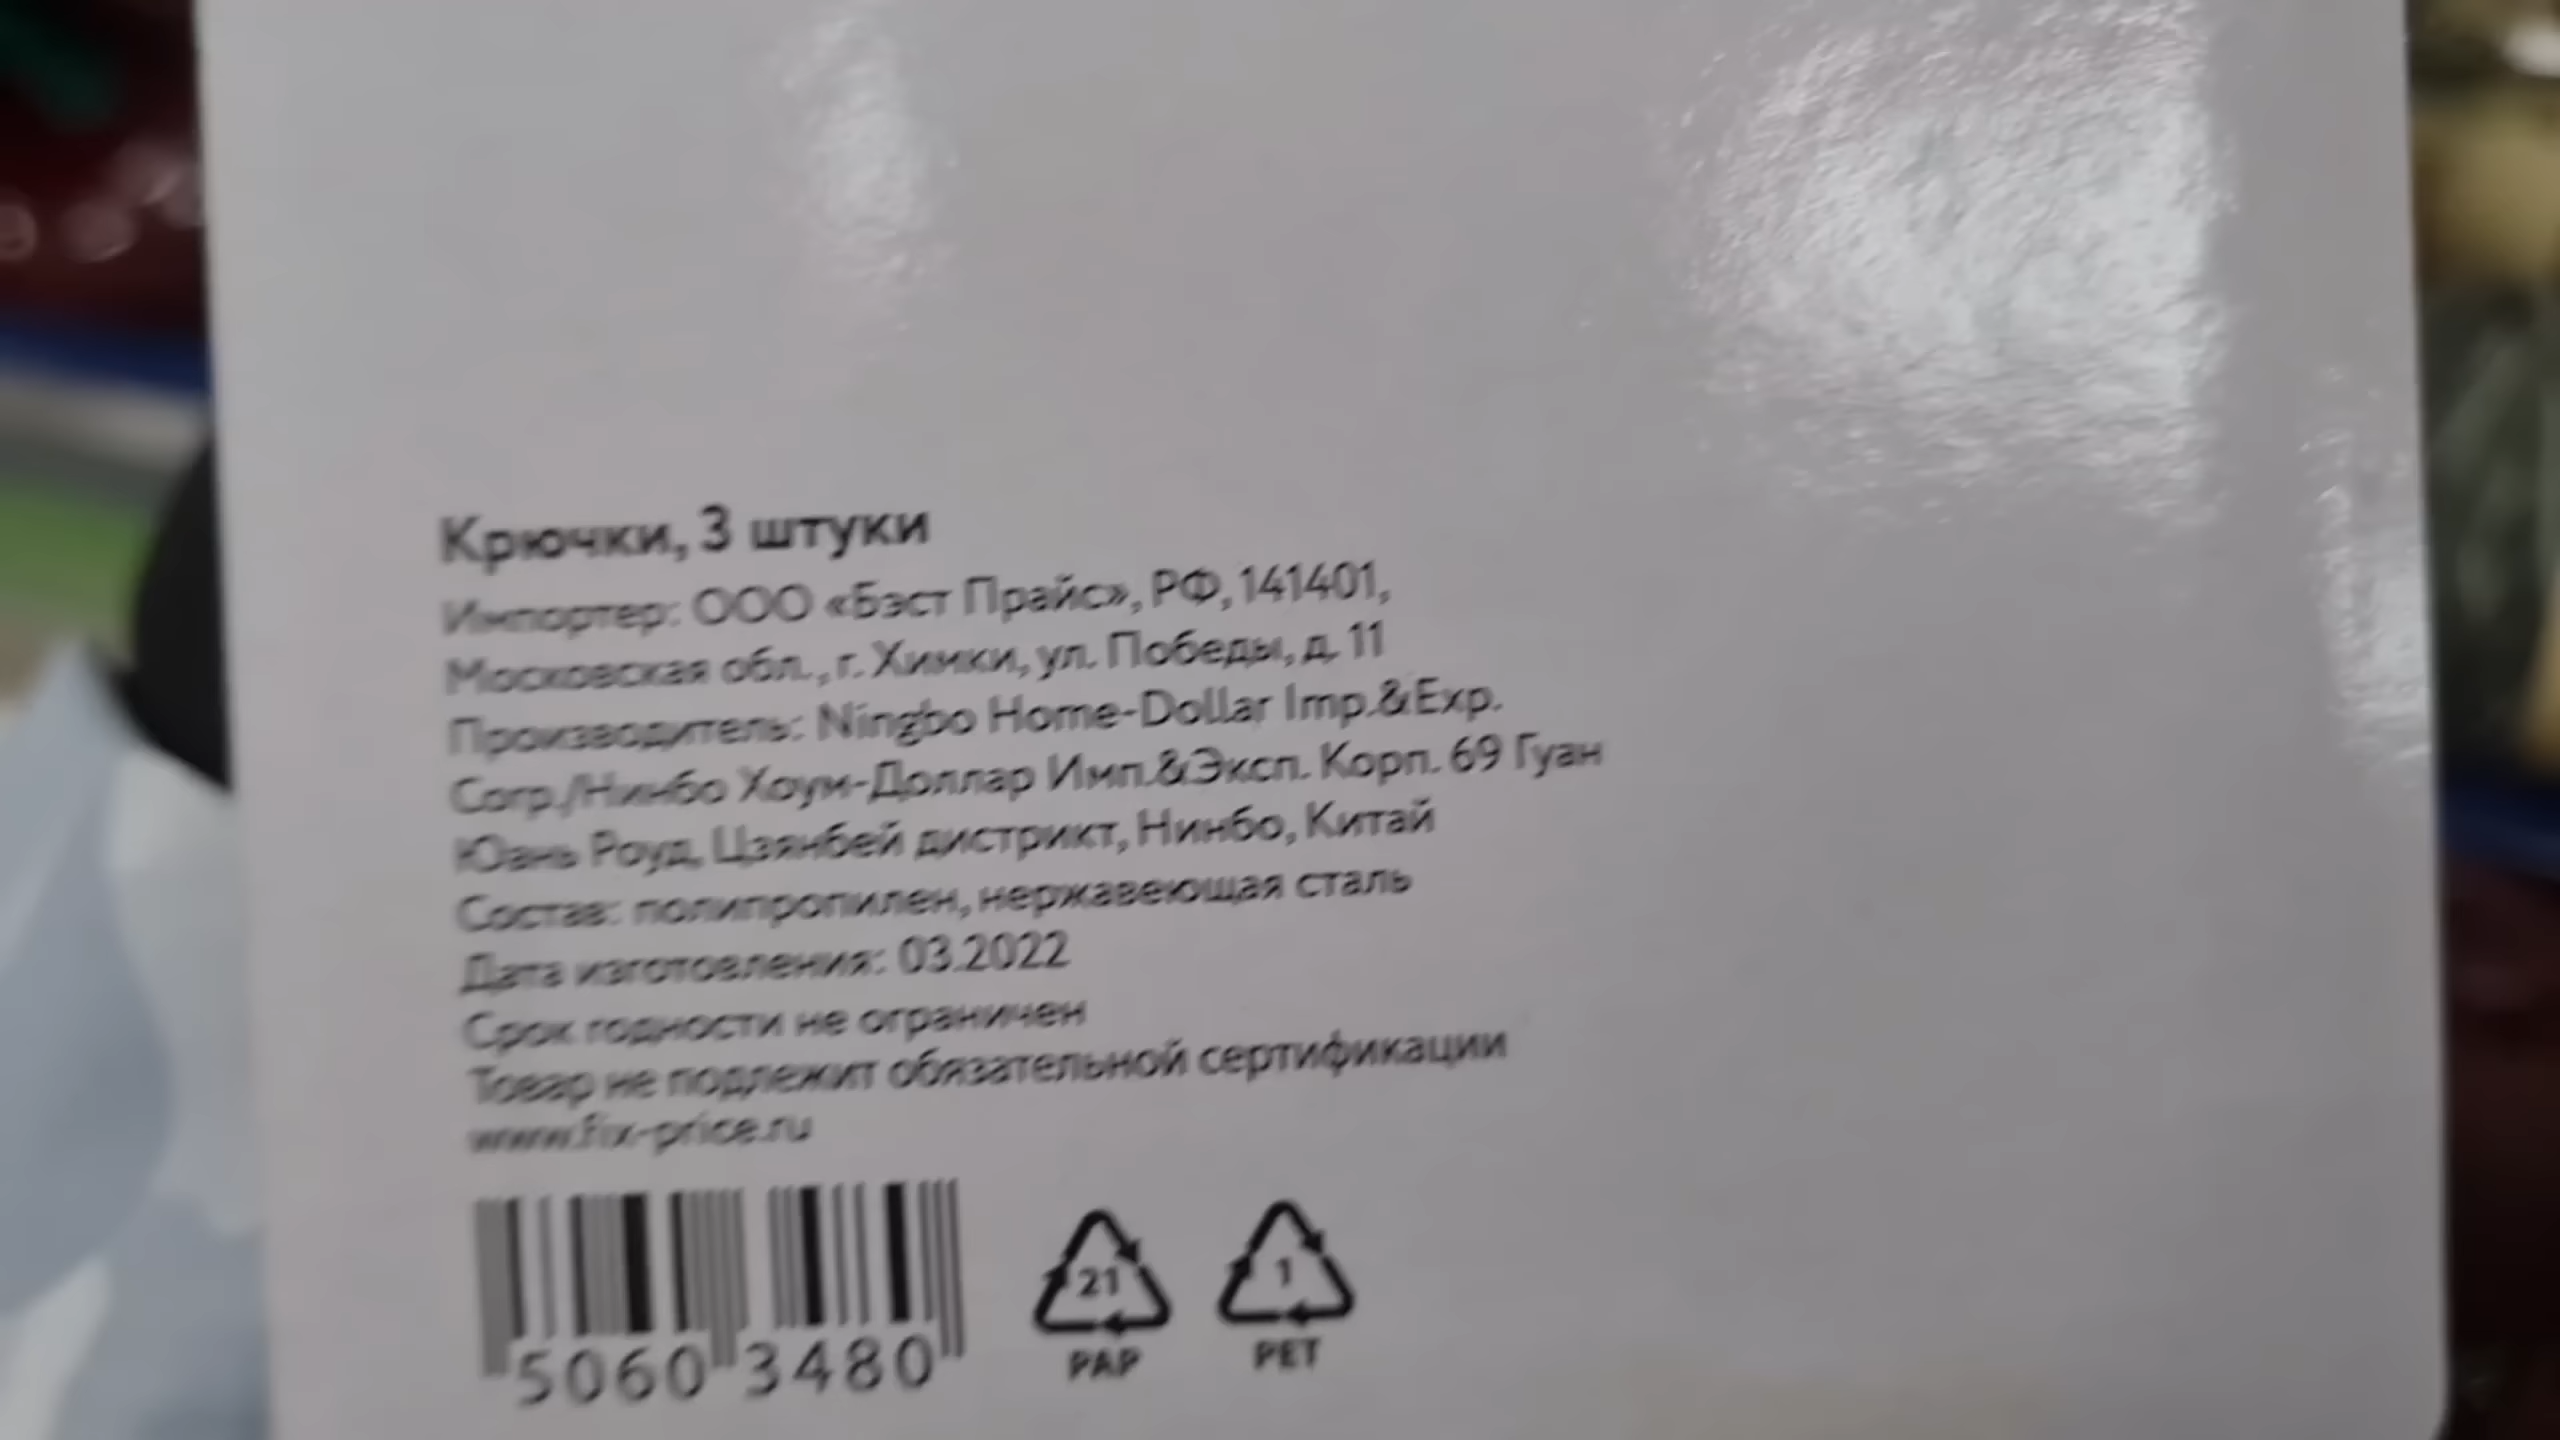 Крючки, 3 штуки
Импортер: ООО «Бэст Прайс», РФ, 141401,
Московская обл., г. Химки, ул. Победы, д. 11
Производитель: Ningbo Home-Dollar Imp.&Exp.
Corp./Нинбо Хоум-Доллар Имп.&Эксп. Корп. 69 Гуан
Юань Роуд, Цзянбей дистрикт, Нинбо, Китай
Состав: полипропилен, нержавеющая сталь
Дата изготовления: 03.2022
Срок годности не ограничен
Товар не подлежит обязательной сертификации
www.fix-price.ru
21 1
5060 3480 PAP PET